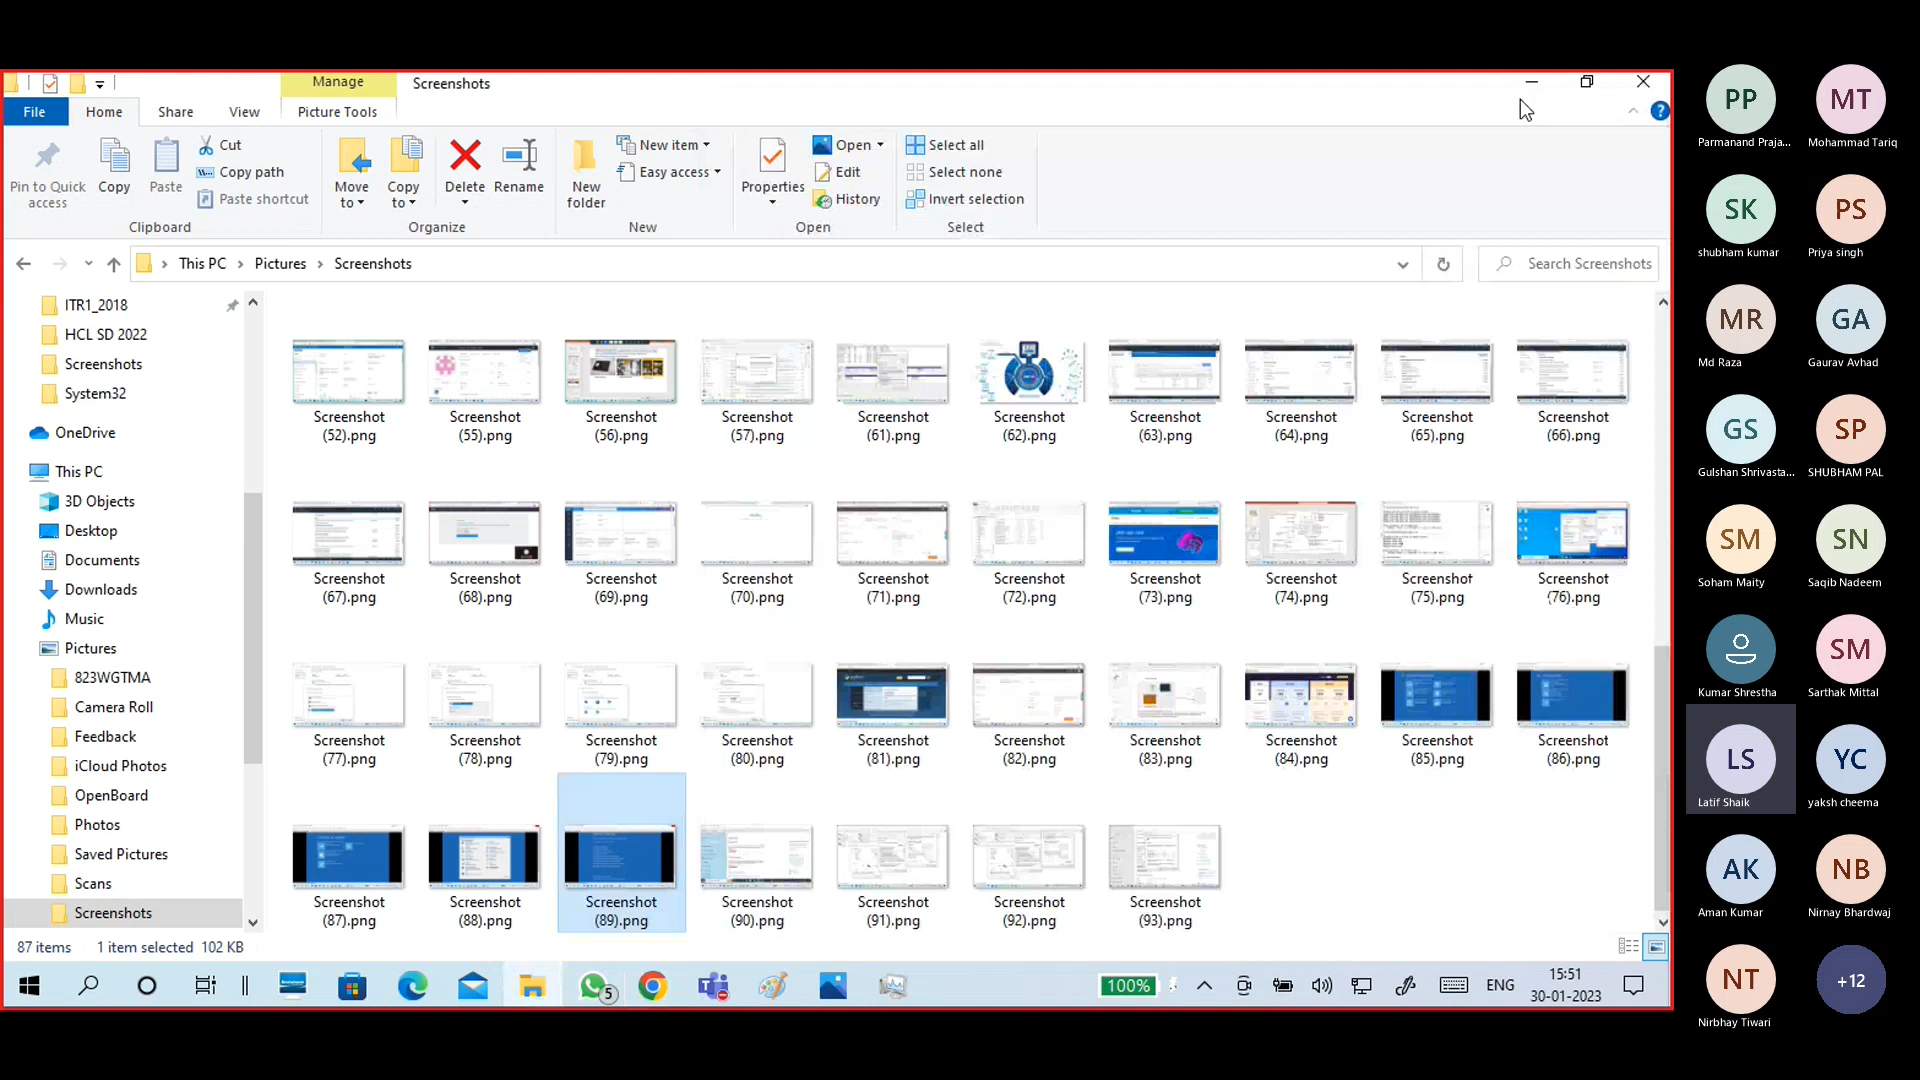 Manage
Screenshots
File
Home
Share
View
Picture Tools
Pin to Quick
access
Copy
Paste
Cut
Copy path
Paste shortcut
Clipboard
Move
to
Copy
to
Delete
Rename
Organize
New
folder
New item
Easy access
New
Properties
Open
Edit
History
Open
Select all
Select none
Invert selection
Select
This PC
Pictures
Screenshots
Search Screenshots
ITR1_2018
HCL SD 2022
Screenshots
System32
OneDrive
This PC
3D Objects
Desktop
Documents
Downloads
Music
Pictures
823WGTMA
Camera Roll
Feedback
iCloud Photos
OpenBoard
Photos
Saved Pictures
Scans
Screenshots
Screenshot
(52).png
Screenshot
(55).png
Screenshot
(56).png
Screenshot
(57).png
Screenshot
(61).png
Screenshot
(62).png
Screenshot
(63).png
Screenshot
(64).png
Screenshot
(65).png
Screenshot
(66).png
Screenshot
(67).png
Screenshot
(68).png
Screenshot
(69).png
Screenshot
(70).png
Screenshot
(71).png
Screenshot
(72).png
Screenshot
(73).png
Screenshot
(74).png
Screenshot
(75).png
Screenshot
(76).png
Screenshot
(77).png
Screenshot
(78).png
Screenshot
(79).png
Screenshot
(80).png
Screenshot
(81).png
Screenshot
(82).png
Screenshot
(83).png
Screenshot
(84).png
Screenshot
(85).png
Screenshot
(86).png
Screenshot
(87).png
Screenshot
(88).png
Screenshot
(89).png
Screenshot
(90).png
Screenshot
(91).png
Screenshot
(92).png
Screenshot
(93).png
87 items
1 item selected 102 KB
5
100%
ENG
15:51
30-01-2023
PP
Parmanand Praja...
MT
Mohammad Tariq
SK
shubham kumar
PS
Priya singh
MR
Md Raza
GA
Gaurav Avhad
GS
Gulshan Shrivasta...
SP
SHUBHAM PAL
SM
Soham Maity
SN
Saqib Nadeem
Kumar Shrestha
SM
Sarthak Mittal
LS
Latif Shaik
YC
yaksh cheema
AK
Aman Kumar
NB
Nirnay Bhardwaj
NT
Nirbhay Tiwari
+12